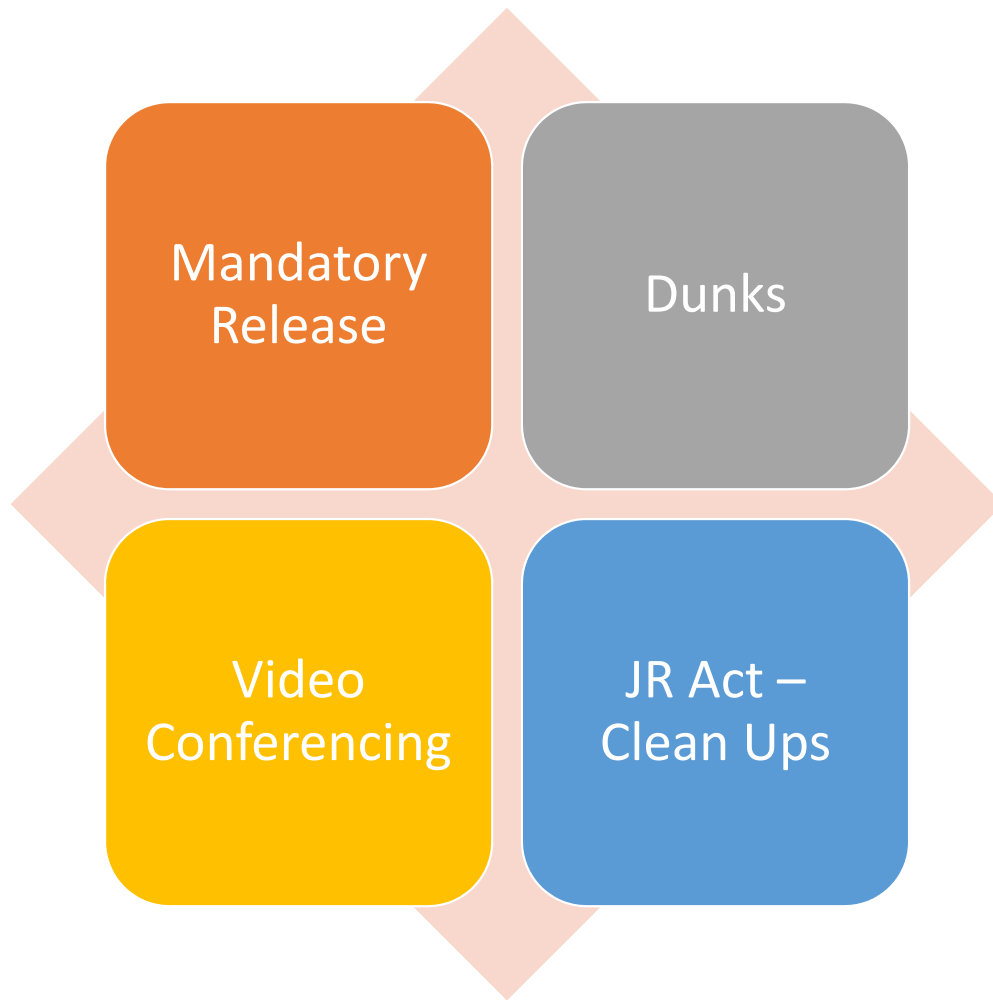 Mandatory
Release
Dunks
Video
Conferencing
JR Act –
Clean Ups